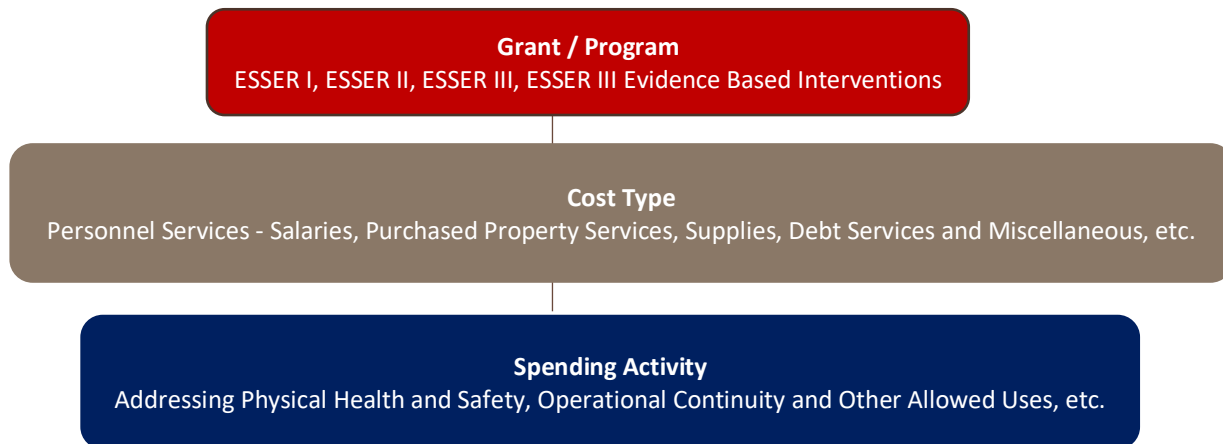 Grant / Program
ESSER I, ESSER II, ESSER III, ESSER III Evidence Based Interventions
Cost Type
Personnel Services - Salaries, Purchased Property Services, Supplies, Debt Services and Miscellaneous, etc.
Spending Activity
Addressing Physical Health and Safety, Operational Continuity and Other Allowed Uses, etc.